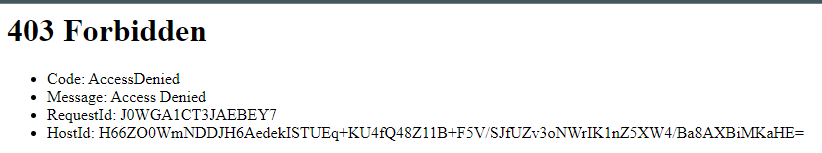 403 Forbidden
Code: AccessDenied
Message: Access Denied
RequestId: J0WGA1CT3JAEBEY7
HostId: H66ZO0WmNDDJH6AedekISTUEq+KU4fQ48Z11B+F5V/SJfUZv3oNWrIK1nZ5XW4/Ba8AXBiMKaHE=